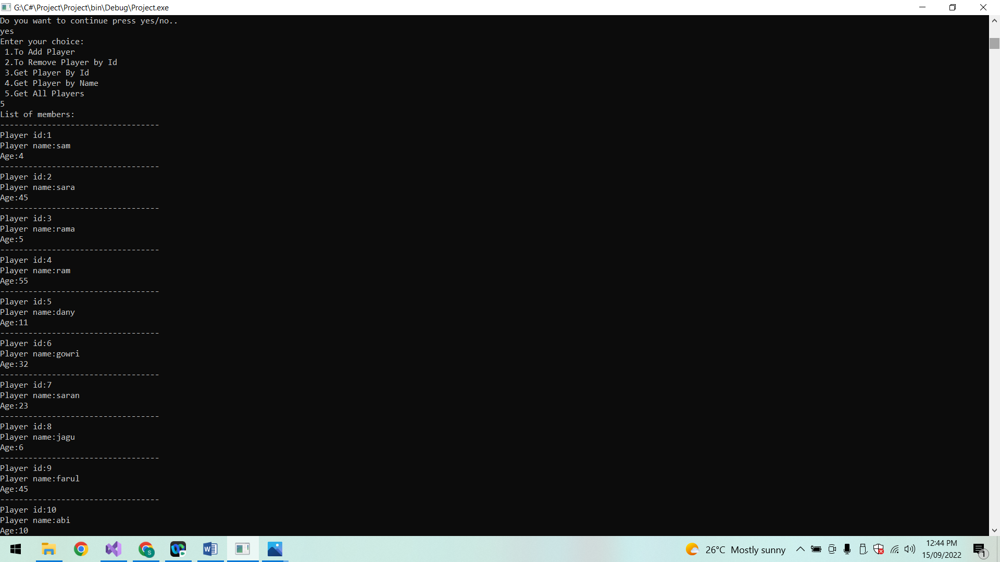 G:\C#\Project\Project\bin\Debug\Project.exe
Do you want to continue press yes/no..
yes
Enter your choice:
 1.To Add Player
 2.To Remove Player by Id
 3.Get Player By Id
 4.Get Player by Name
 5.Get All Players
5
List of members:
----------------------------------
Player id:1
Player name:sam
Age:4
----------------------------------
Player id:2
Player name:sara
Age:45
----------------------------------
Player id:3
Player name:rama
Age:5
----------------------------------
Player id:4
Player name:ram
Age:55
----------------------------------
Player id:5
Player name:dany
Age:11
----------------------------------
Player id:6
Player name:gowri
Age:32
----------------------------------
Player id:7
Player name:saran
Age:23
----------------------------------
Player id:8
Player name:jagu
Age:6
----------------------------------
Player id:9
Player name:farul
Age:45
----------------------------------
Player id:10
Player name:abi
Age:10
S
W
26°C Mostly sunny
12:44 PM
15/09/2022
1